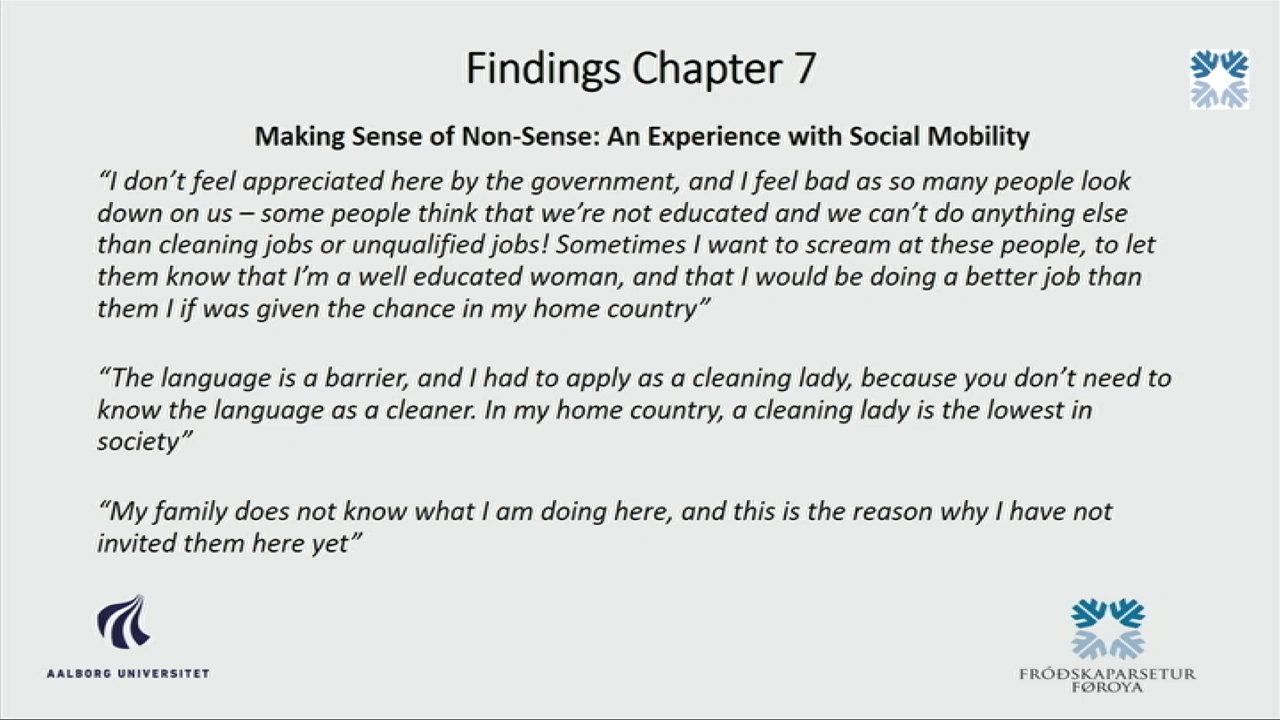 Findings Chapter 7
Making Sense of Non-Sense: An Experience with Social Mobility
“I don’t feel appreciated here by the government, and I feel bad as so many people look
down on us – some people think that we’re not educated and we can’t do anything else
than cleaning jobs or unqualified jobs! Sometimes I want to scream at these people, to let
them know that I’m a well educated woman, and that I would be doing a better job than
them I if was given the chance in my home country”
“The language is a barrier, and I had to apply as a cleaning lady, because you don’t need to
know the language as a cleaner. In my home country, a cleaning lady is the lowest in
society”
“My family does not know what I am doing here, and this is the reason why I have not
invited them here yet”
AALBORG UNIVERSITET
FRÓÐSKAPARSETUR
FØROYA